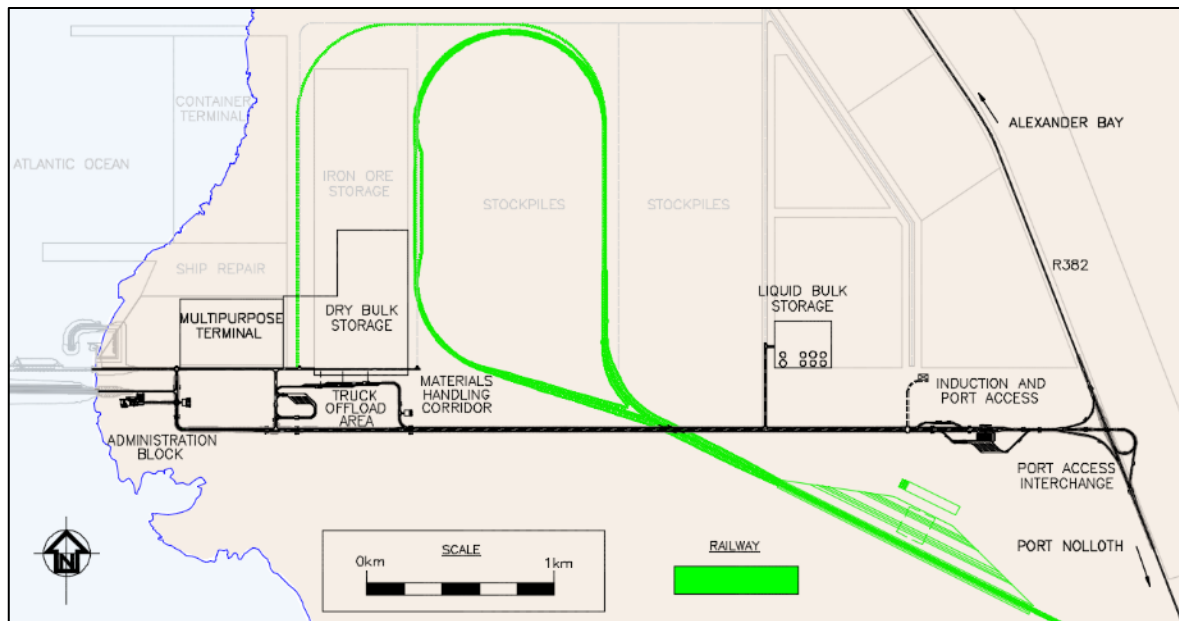 CONTAINER
TERMINAL
ATLANTIC OCEAN
IRON ORE
STORAGE
STOCKPILES
STOCKPILES
ALEXANDER BAY
R382
SHIP REPAIR
MULTIPURPOSE
TERMINAL
DRY BULK
STORAGE
LIQUID BULK
STORAGE
TRUCK
OFFLOAD
AREA
MATERIALS
HANDLING
CORRIDOR
INDUCTION AND
PORT ACCESS
ADMINISTRATION
BLOCK
PORT ACCESS
INTERCHANGE
PORT NOLLOTH
N
SCALE
0km
1km
RAILWAY